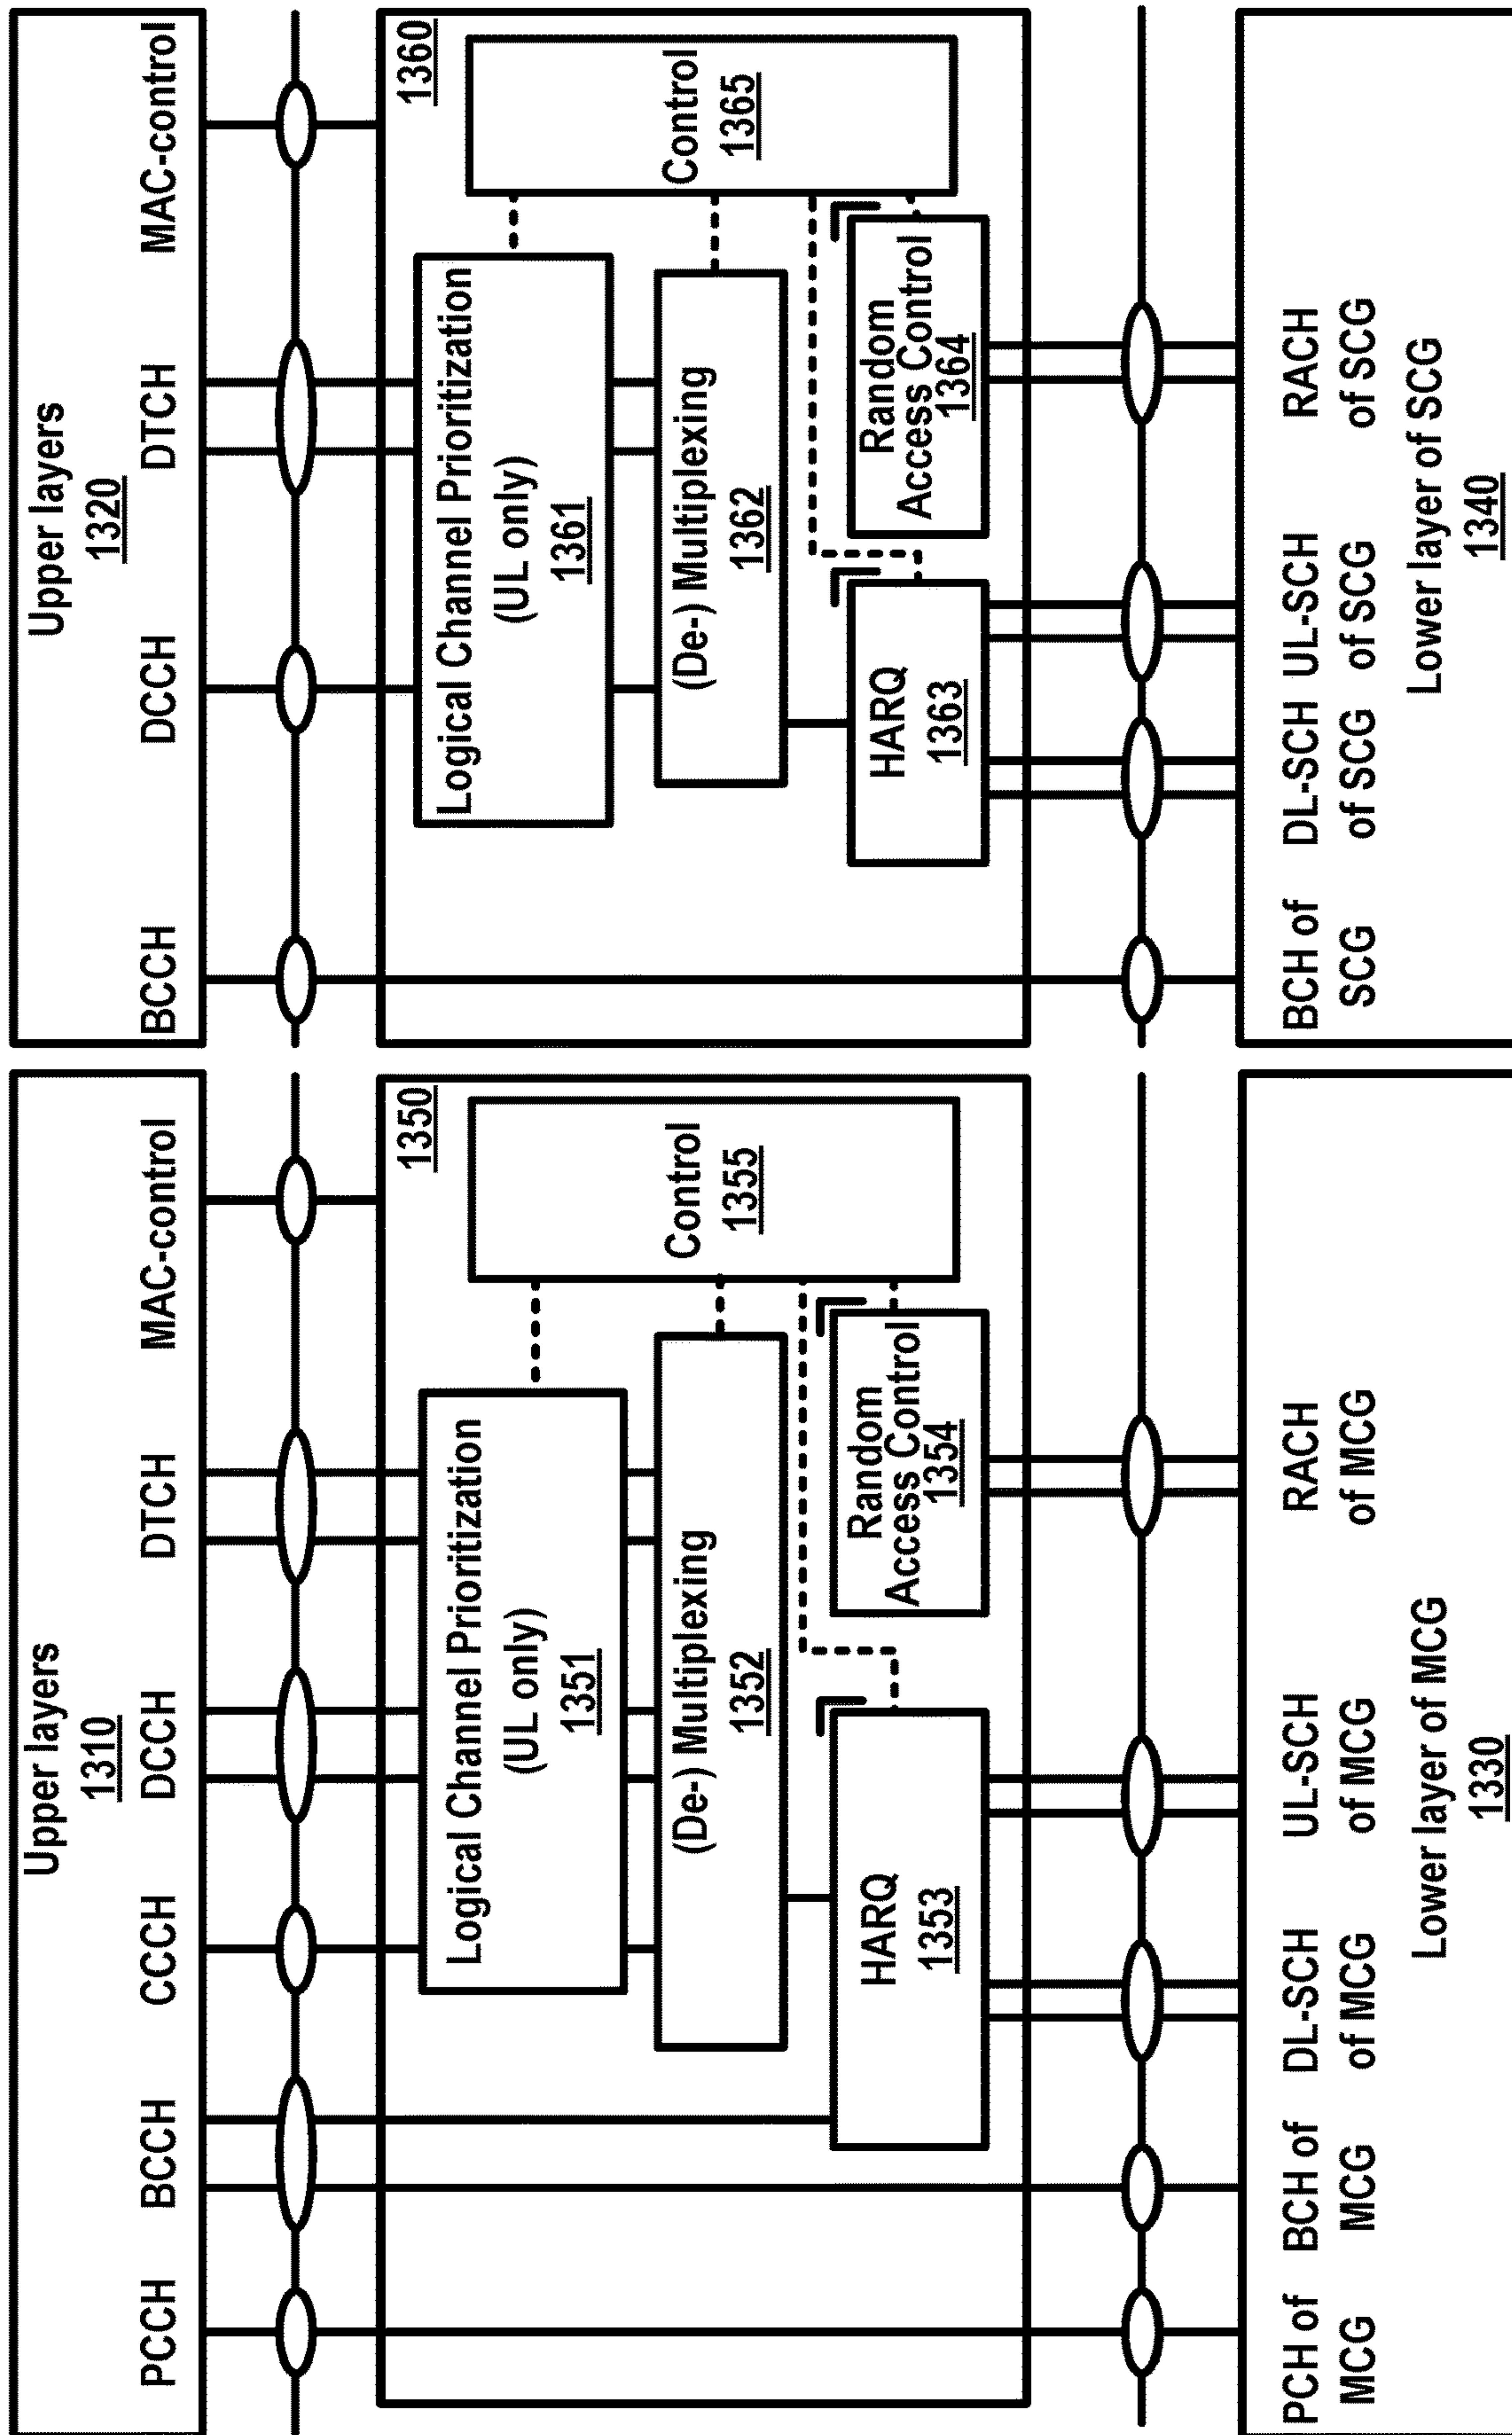 Upper layers
1310
PCCH
BCCH
CCCH
DCCH
DTCH
MAC-control
1350
Logical Channel Prioritization
(UL only)
1351
(De-) Multiplexing
1352
HARQ
1353
Random
Access Control
1354
Control
1355
PCH of
MCG
BCH of
MCG
DL-SCH
of MCG
UL-SCH
of MCG
RACH
of MCG
Lower layer of MCG
1330
Upper layers
1320
BCCH
DCCH
DTCH
MAC-control
1360
Logical Channel Prioritization
(UL only)
1361
(De-) Multiplexing
1362
HARQ
1363
Random
Access Control
1364
Control
1365
BCH of
SCG
DL-SCH
of SCG
UL-SCH
of SCG
RACH
of SCG
Lower layer of SCG
1340